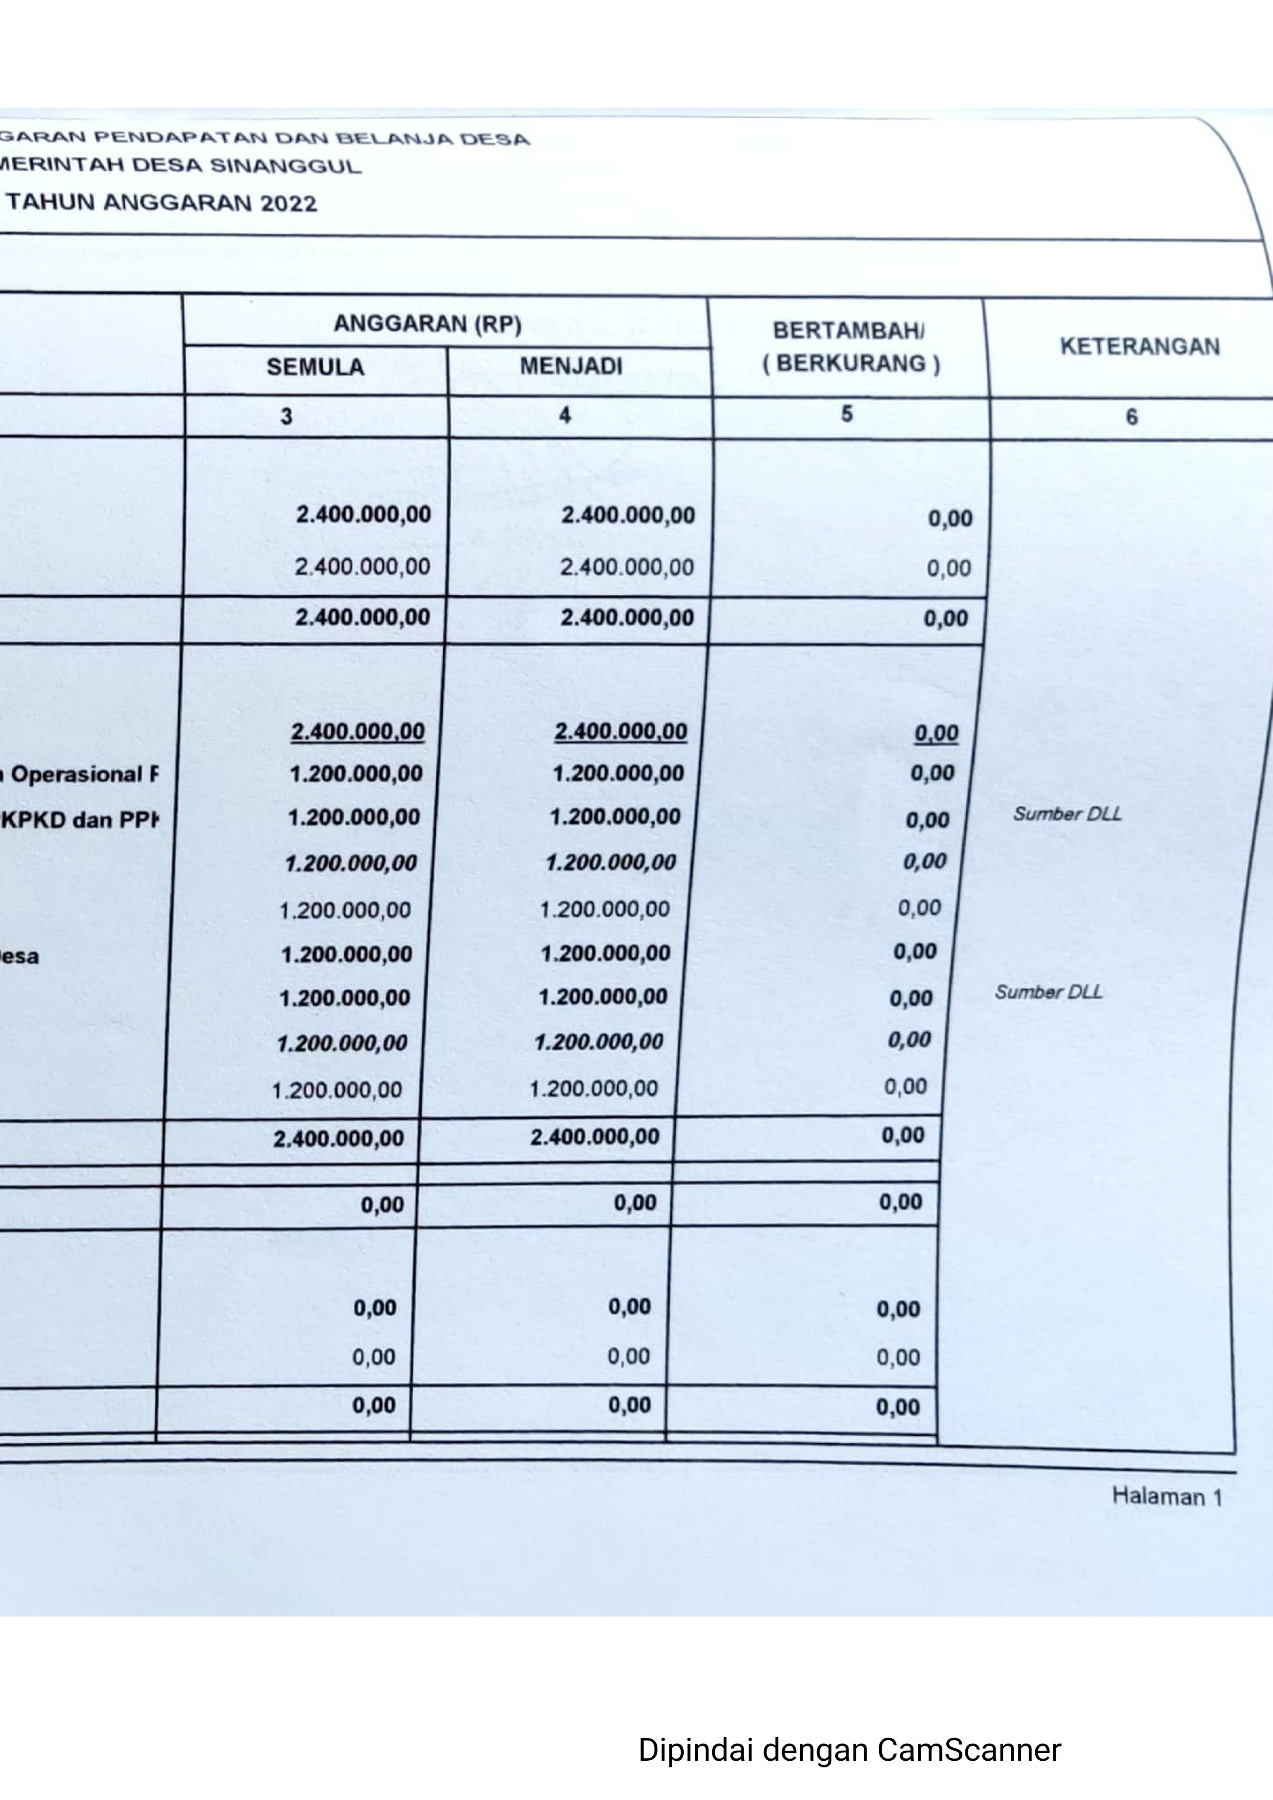 GARAN PENDAPATAN DAN BELANJA DESA
MERINTAH DESA SINANGGUL
TAHUN ANGGARAN 2022
ANGGARAN (RP)
BERTAMBAH/
( BERKURANG )
KETERANGAN
SEMULA MENJADI
3 4 5 6
2.400.000,00 2.400.000,00 0,00
2.400.000,00 2.400.000,00 0,00
2.400.000,00 2.400.000,00 0,00
2.400.000,00 2.400.000,00 0,00
Operasional 1.200.000,00 1.200.000,00 0,00
KPKD dan 1.200.000,00 1.200.000,00 0,00 Sumber DLL
1.200.000,00 1.200.000,00 0,00
1.200.000,00 1.200.000,00 0,00
esa 1.200.000,00 1.200.000,00 0,00
1.200.000,00 1.200.000,00 0,00 Sumber DLL
1.200.000,00 1.200.000,00 0,00
1.200.000,00 1.200.000,00 0,00
2.400.000,00 2.400.000,00 0,00
0,00 0,00 0,00
0,00 0,00 0,00
0,00 0,00 0,00
0,00 0,00 0,00
Halaman 1
Dipindai dengan CamScanner